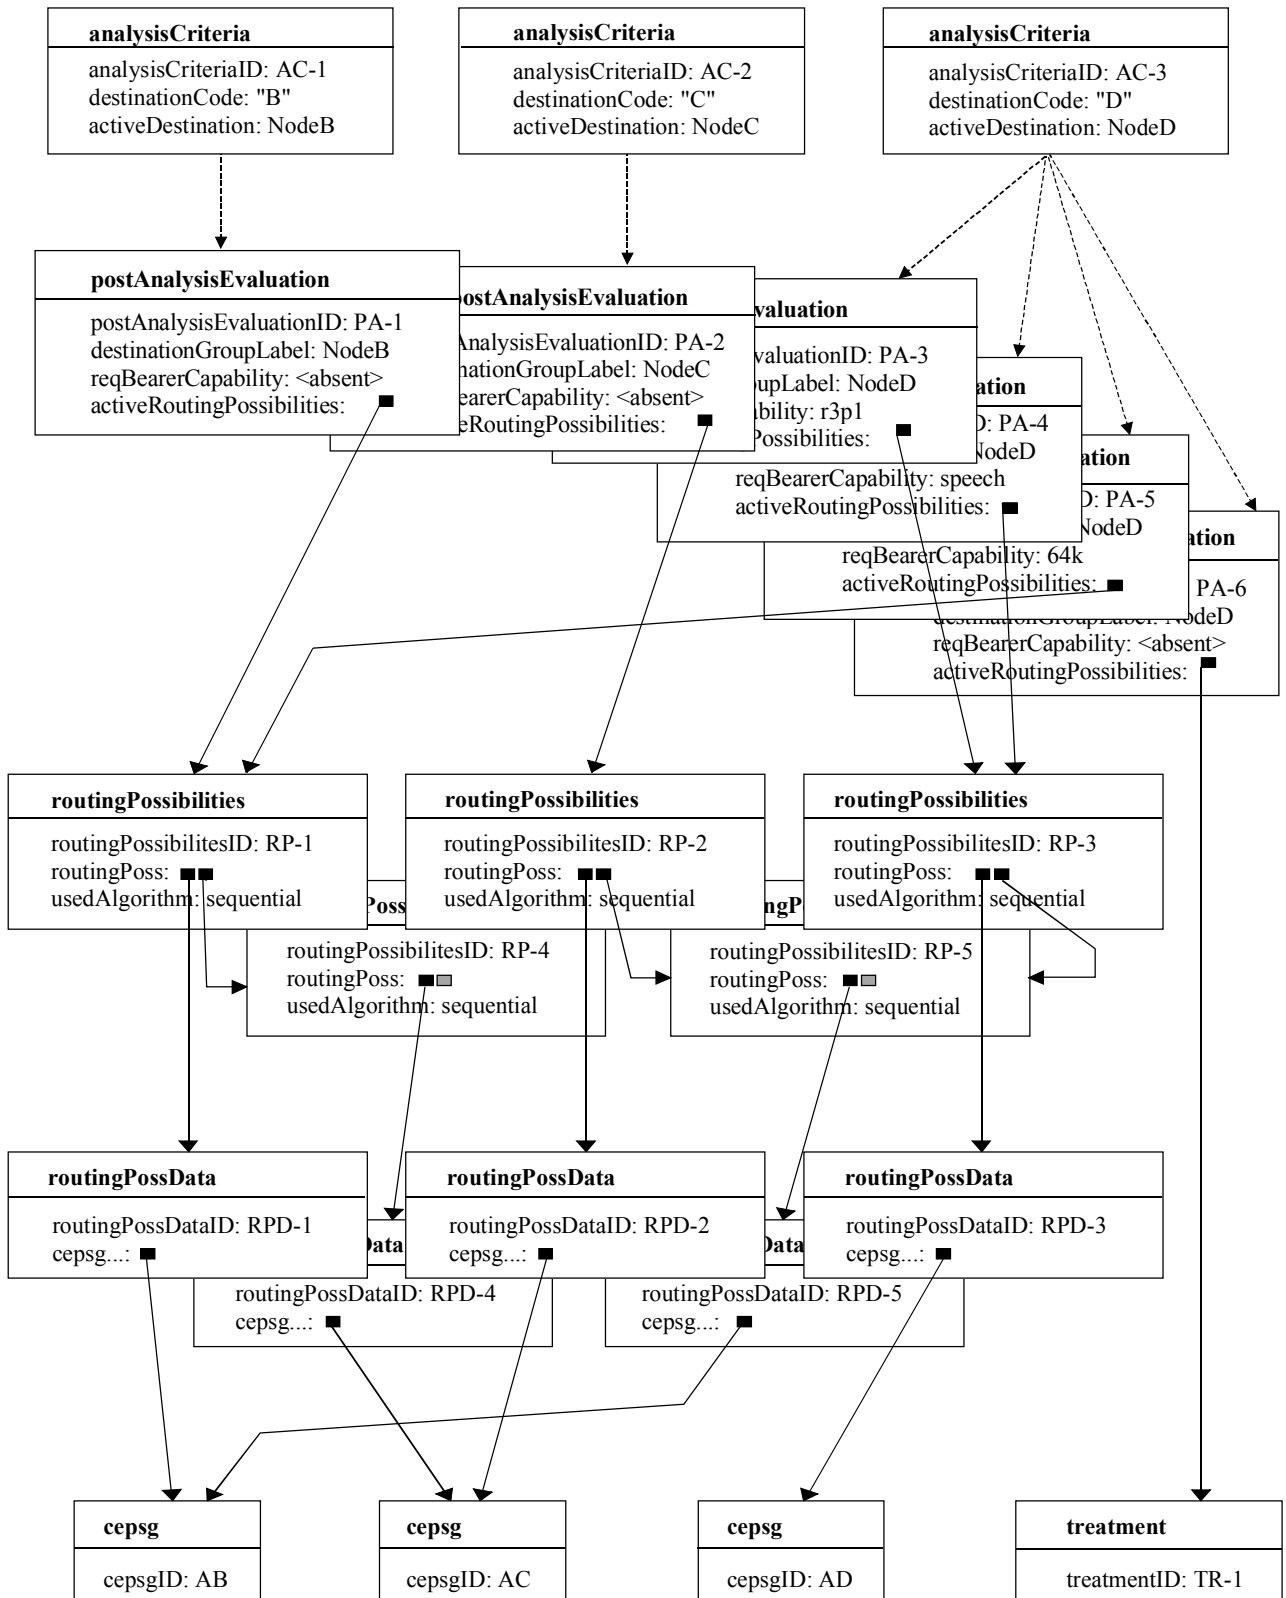 analysisCriteria
analysisCriteriaID: AC-1
destinationCode: "B"
activeDestination: NodeB
analysisCriteria
analysisCriteriaID: AC-2
destinationCode: "C"
activeDestination: NodeC
analysisCriteria
analysisCriteriaID: AC-3
destinationCode: "D"
activeDestination: NodeD
postAnalysisEvaluation
postAnalysisEvaluationID: PA-1
destinationGroupLabel: NodeB
reqBearerCapability: <absent>
activeRoutingPossibilities:
postAnalysisEvaluation
AnalysisEvaluationID: PA-2
nationGroupLabel: NodeC
earerCapability: <absent>
eRoutingPossibilities:
valuation
valuationID: PA-3
upLabel: NodeD
ability: r3p1
Possibilities:
ation
D: PA-4
NodeD
reqBearerCapability: speech
activeRoutingPossibilities:
ation
D: PA-5
NodeD
reqBearerCapability: 64k
activeRoutingPossibilities:
ation
PA-6
destinationGroupLabel: NodeD
reqBearerCapability: <absent>
activeRoutingPossibilities:
routingPossibilities
routingPossibilitesID: RP-1
routingPoss:
usedAlgorithm: sequential
routingPossibilities
routingPossibilitesID: RP-2
routingPoss:
usedAlgorithm: sequential
routingPossibilities
routingPossibilitesID: RP-3
routingPoss:
usedAlgorithm: sequential
Poss
routingPossibilitesID: RP-4
routingPoss:
usedAlgorithm: sequential
ngP
routingPossibilitesID: RP-5
routingPoss:
usedAlgorithm: sequential
routingPossData
routingPossDataID: RPD-1
cepsg...:
routingPossData
routingPossDataID: RPD-2
cepsg...:
routingPossData
routingPossDataID: RPD-3
cepsg...:
Data
routingPossDataID: RPD-4
cepsg...:
Data
routingPossDataID: RPD-5
cepsg...:
cepsg
cepsgID: AB
cepsg
cepsgID: AC
cepsg
cepsgID: AD
treatment
treatmentID: TR-1